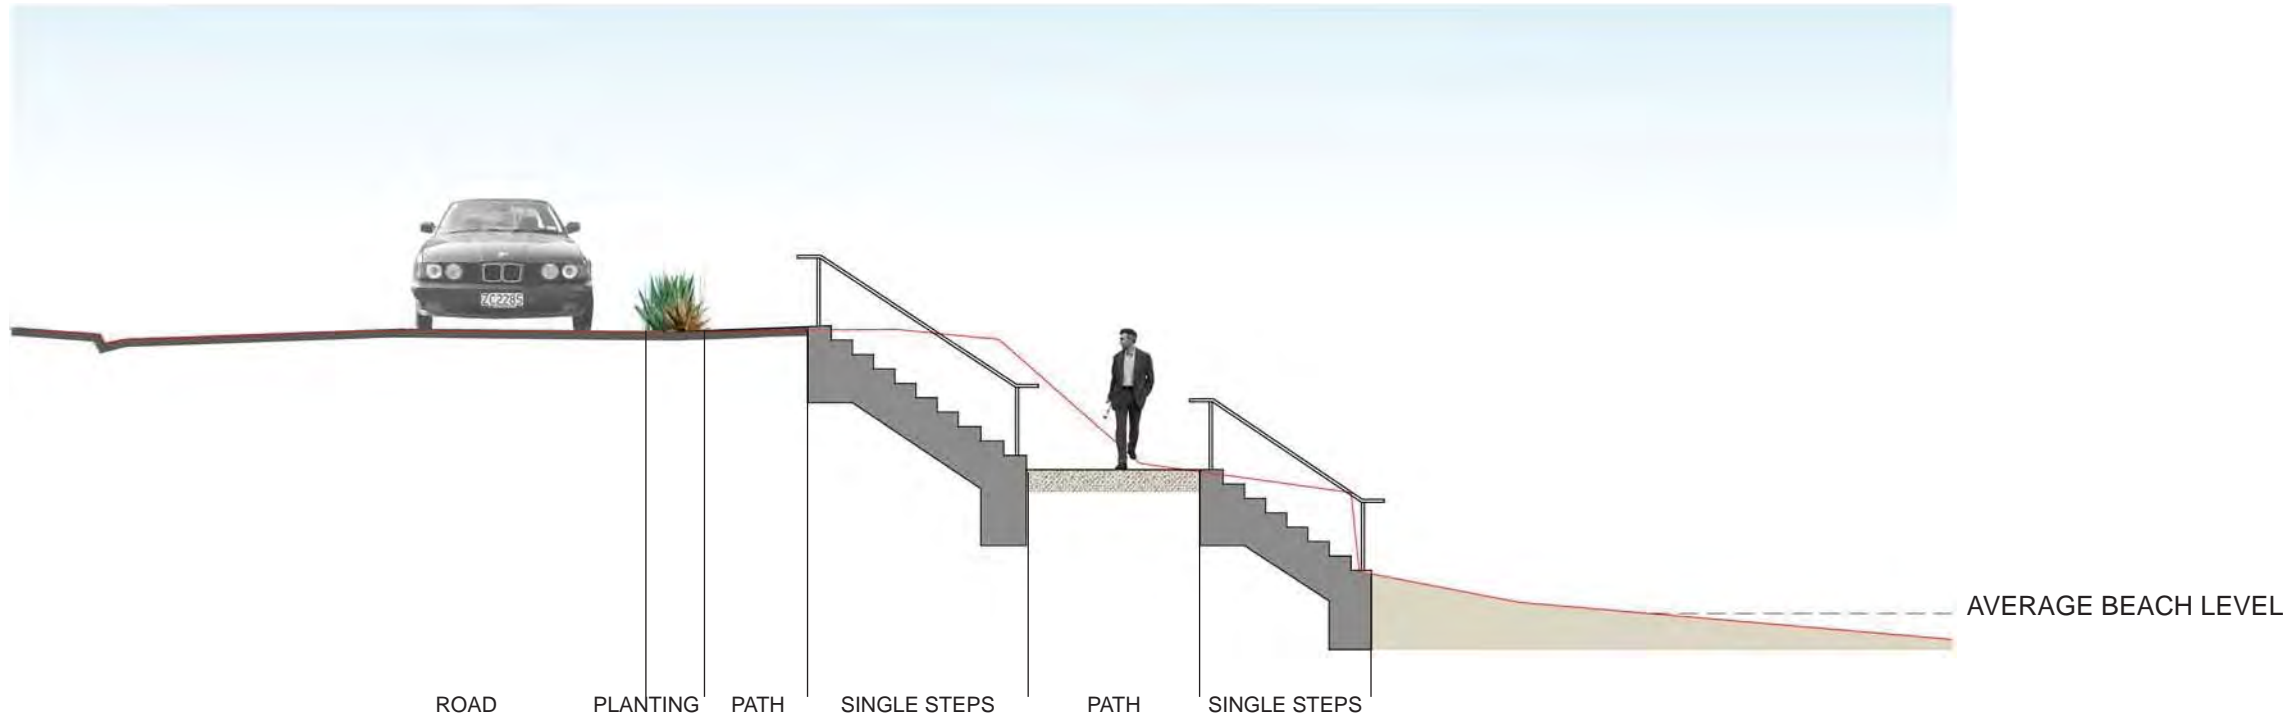 ZC2285
AVERAGE BEACH LEVEL
ROAD
PLANTING
PATH
SINGLE STEPS
PATH
SINGLE STEPS